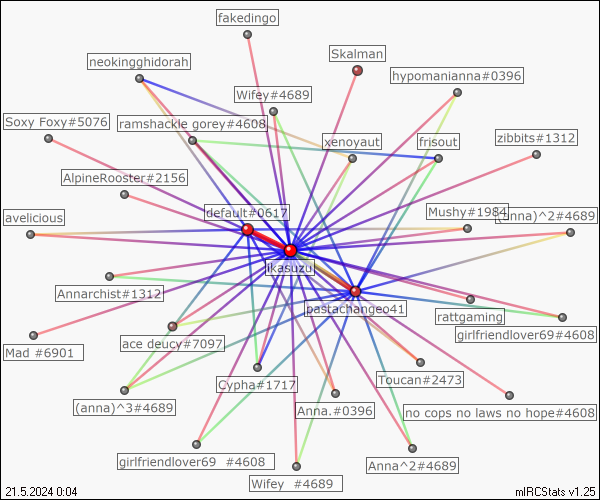 fakedingo
Skalman
neokingghidorah
hypomanianna#0396
Wifey#4689
Soxy Foxy#5076
ramshackle gorey#4608
xenoyaut
frisout
zibbits#1312
AlpineRooster#2156
avelicious
default#0617
Mushy#1984
)^2#4689
ikasuzu
Annarchist#1312
pastachangeo41
rattgaming
girlfriendlover69#4608
Mad #6901
ace deucy#7097
Cypha#1717
Toucan#2473
(anna)^3#4689
Anna.#0396
no cops no laws no hope#4608
girlfriendlover69 #4608
Anna^2#4689
Wifey #4689
21.5.2024 0:04
mIRCStats v1.25